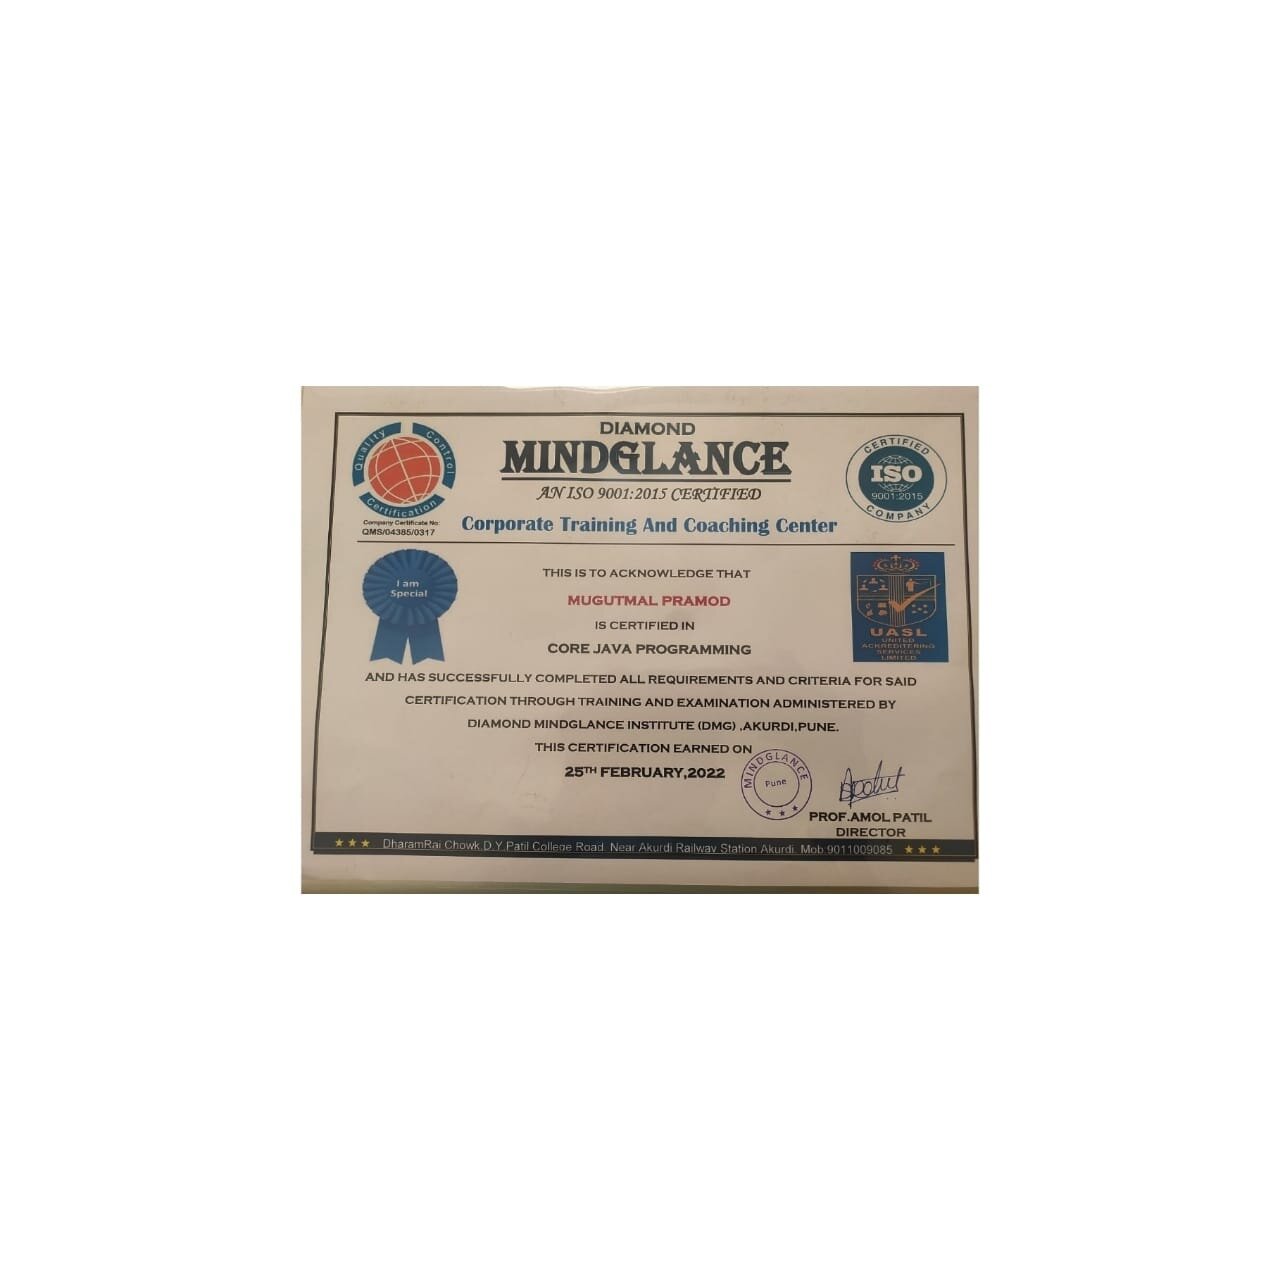 DIAMOND
MINDGLANCE
AN ISO 9001:2015 CERTIFIED
Corporate Training And Coaching Center
Quality Control Certification
Company Certificate No:
QMS/04385/0317
CERTIFIED
ISO
9001:2015
COMPANY
I am
Special
THIS IS TO ACKNOWLEDGE THAT
MUGUTMAL PRAMOD
IS CERTIFIED IN
CORE JAVA PROGRAMMING
UASL
UNITED
ACKREDITERING
SERVICES
LIMITED
AND HAS SUCCESSFULLY COMPLETED ALL REQUIREMENTS AND CRITERIA FOR SAID
CERTIFICATION THROUGH TRAINING AND EXAMINATION ADMINISTERED BY
DIAMOND MINDGLANCE INSTITUTE (DMG) ,AKURDI,PUNE.
THIS CERTIFICATION EARNED ON
25TH FEBRUARY,2022
MINDGLANCE
Pune
PROF.AMOL PATIL
DIRECTOR
DharamRaj Chowk,D.Y.Patil College Road, Near Akurdi Railway Station Akurdi. Mob.9011009085